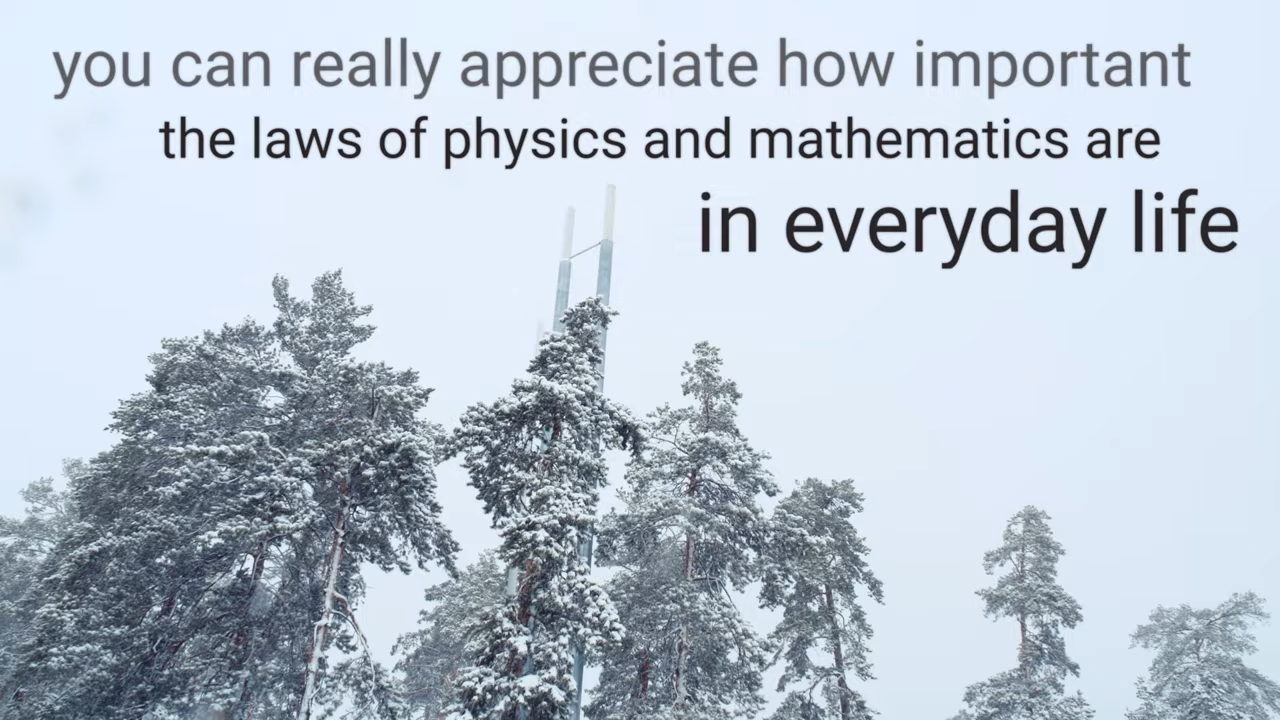 you can really appreciate how important
the laws of physics and mathematics are
in everyday life